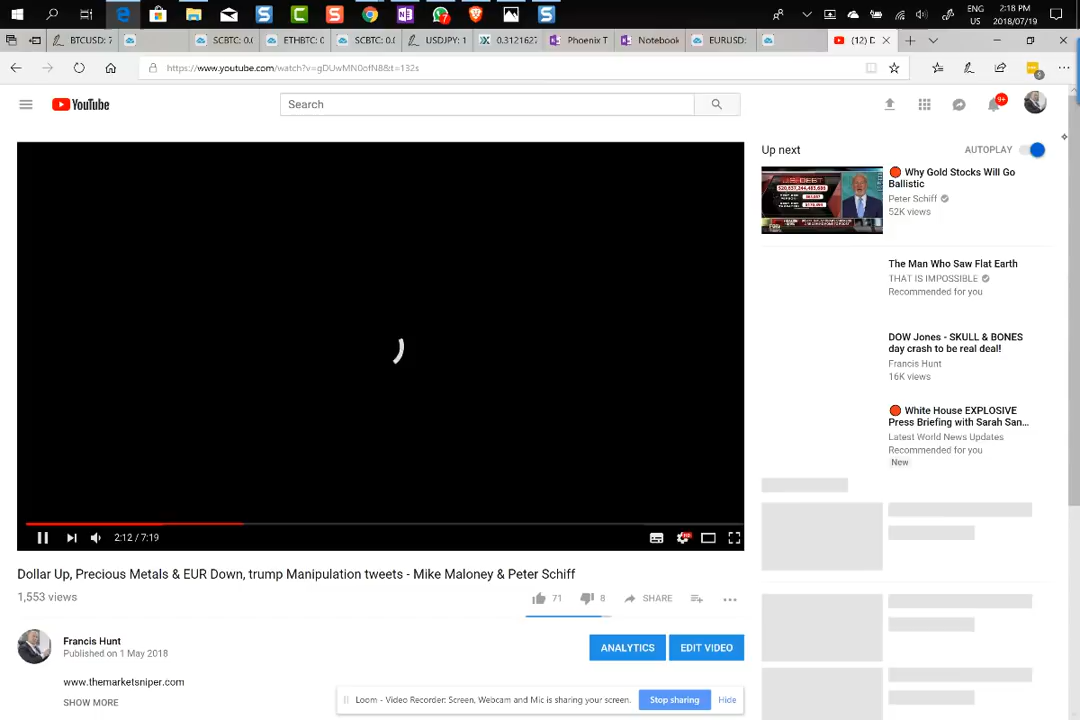 ENG
US
2:18 PM
2018/07/19
7
BTCUSD: 7
SCBTC: 0.0
ETHBTC: 0
SCBTC: 0.0
USDJPY: 1
0.3121627
Phoenix T
Notebook
EURUSD:
(12) D
https://www.youtube.com/watch?v=gDUwMN0ofN8&t=132s
5
YouTube
Search
9+
Up next
AUTOPLAY
Why Gold Stocks Will Go
Ballistic
Peter Schiff
52K views
The Man Who Saw Flat Earth
THAT IS IMPOSSIBLE
Recommended for you
DOW Jones - SKULL & BONES
day crash to be real deal!
Francis Hunt
16K views
White House EXPLOSIVE
Press Briefing with Sarah San...
Latest World News Updates
Recommended for you
New
2:12 / 7:19
HD
Dollar Up, Precious Metals & EUR Down, trump Manipulation tweets - Mike Maloney & Peter Schiff
1,553 views
71
8
SHARE
Francis Hunt
Published on 1 May 2018
ANALYTICS
EDIT VIDEO
www.themarketsniper.com
SHOW MORE
Loom - Video Recorder: Screen, Webcam and Mic is sharing your screen.
Stop sharing
Hide